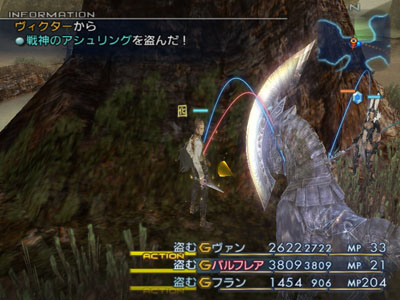 INFORMATION
ヴィクターから
戦神のアシュリングを盗んだ！
盗む Gヴァン 2622 2722 MP 33
ACTION
盗む Gバルフレア 3809 3809 MP 21
ACTION
盗む Gフラン 1454 906 MP 204